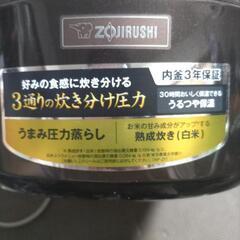 ZOJIRUSHI
内釜3年保証
好みの食感に炊き分ける
3通りの炊き分け圧力
30時間おいしく保温できる
うるつや保温
うまみ圧力蒸らし
お米の甘み成分がアップする
熟成炊き(白米)